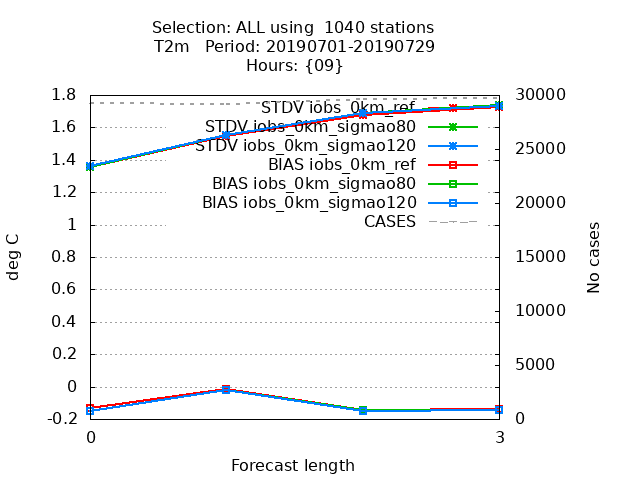 Selection: ALL using  1040 stations
T2m   Period: 20190701-20190729
Hours: {09}
1.8
1.6
1.4
1.2
1
0.8
0.6
0.4
0.2
0
-0.2
deg C
STDV iobs_0km_ref
STDV iobs_0km_sigmao80
STDV iobs_0km_sigmao120
BIAS iobs_0km_ref
BIAS iobs_0km_sigmao80
BIAS iobs_0km_sigmao120
CASES
30000
25000
20000
15000
10000
5000
0
No cases
0
3
Forecast length